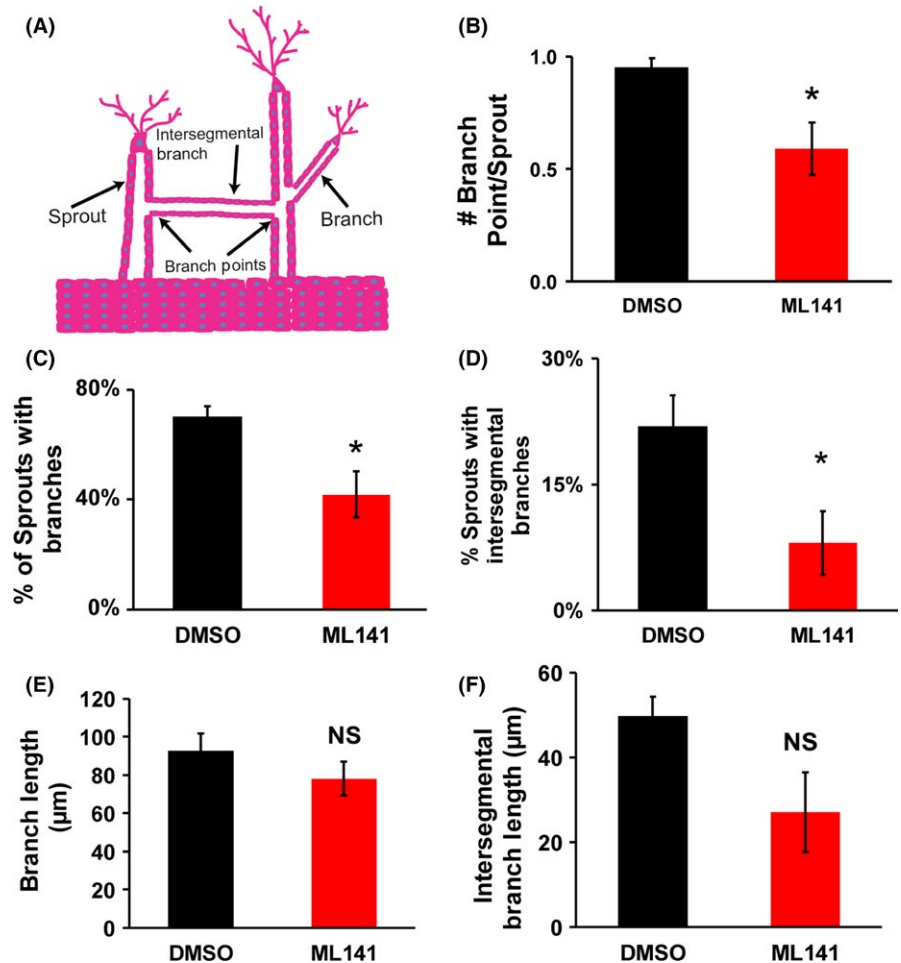 (A)
Intersegmental
branch
Sprout
Branch
Branch points
(B)
# Branch
Point/Sprout
1.0
0.5
0.0
*
DMSO
ML141
(C)
% of Sprouts with
branches
80%
40%
0%
*
DMSO
ML141
(D)
% Sprouts with
intersegmental
branches
30%
15%
0%
*
DMSO
ML141
(E)
Branch length
(µm)
120
100
80
60
40
20
0
NS
DMSO
ML141
(F)
Intersegmental
branch length (µm)
60
40
20
0
NS
DMSO
ML141